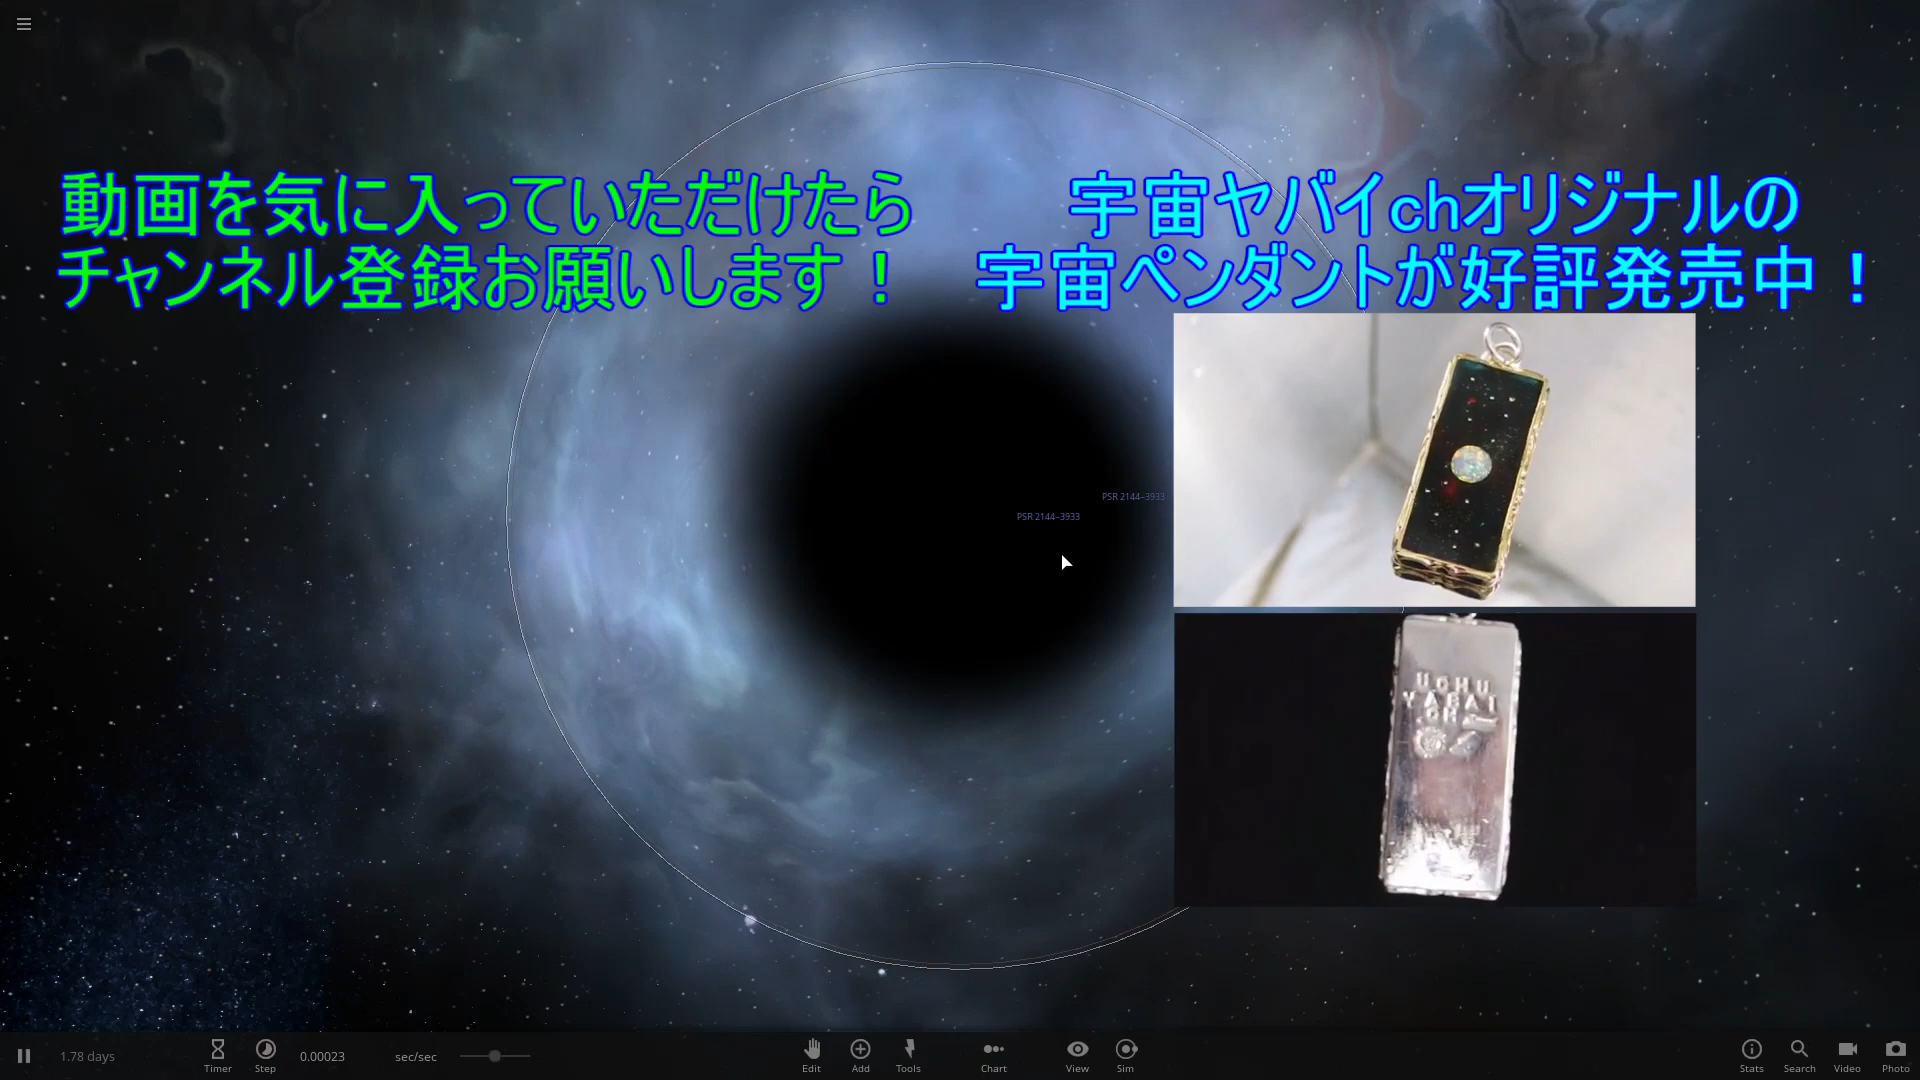 動画を気に入っていただけたら
チャンネル登録お願いします！
宇宙ヤバイchオリジナルの
宇宙ペンダントが好評発売中！
PSR 2144−3933
PSR 2144−3933
UCHU
YABAI
CH
1.78 days
Timer
Step
0.00023
sec/sec
Edit
Add
Tools
Chart
View
Sim
Stats
Search
Video
Photo